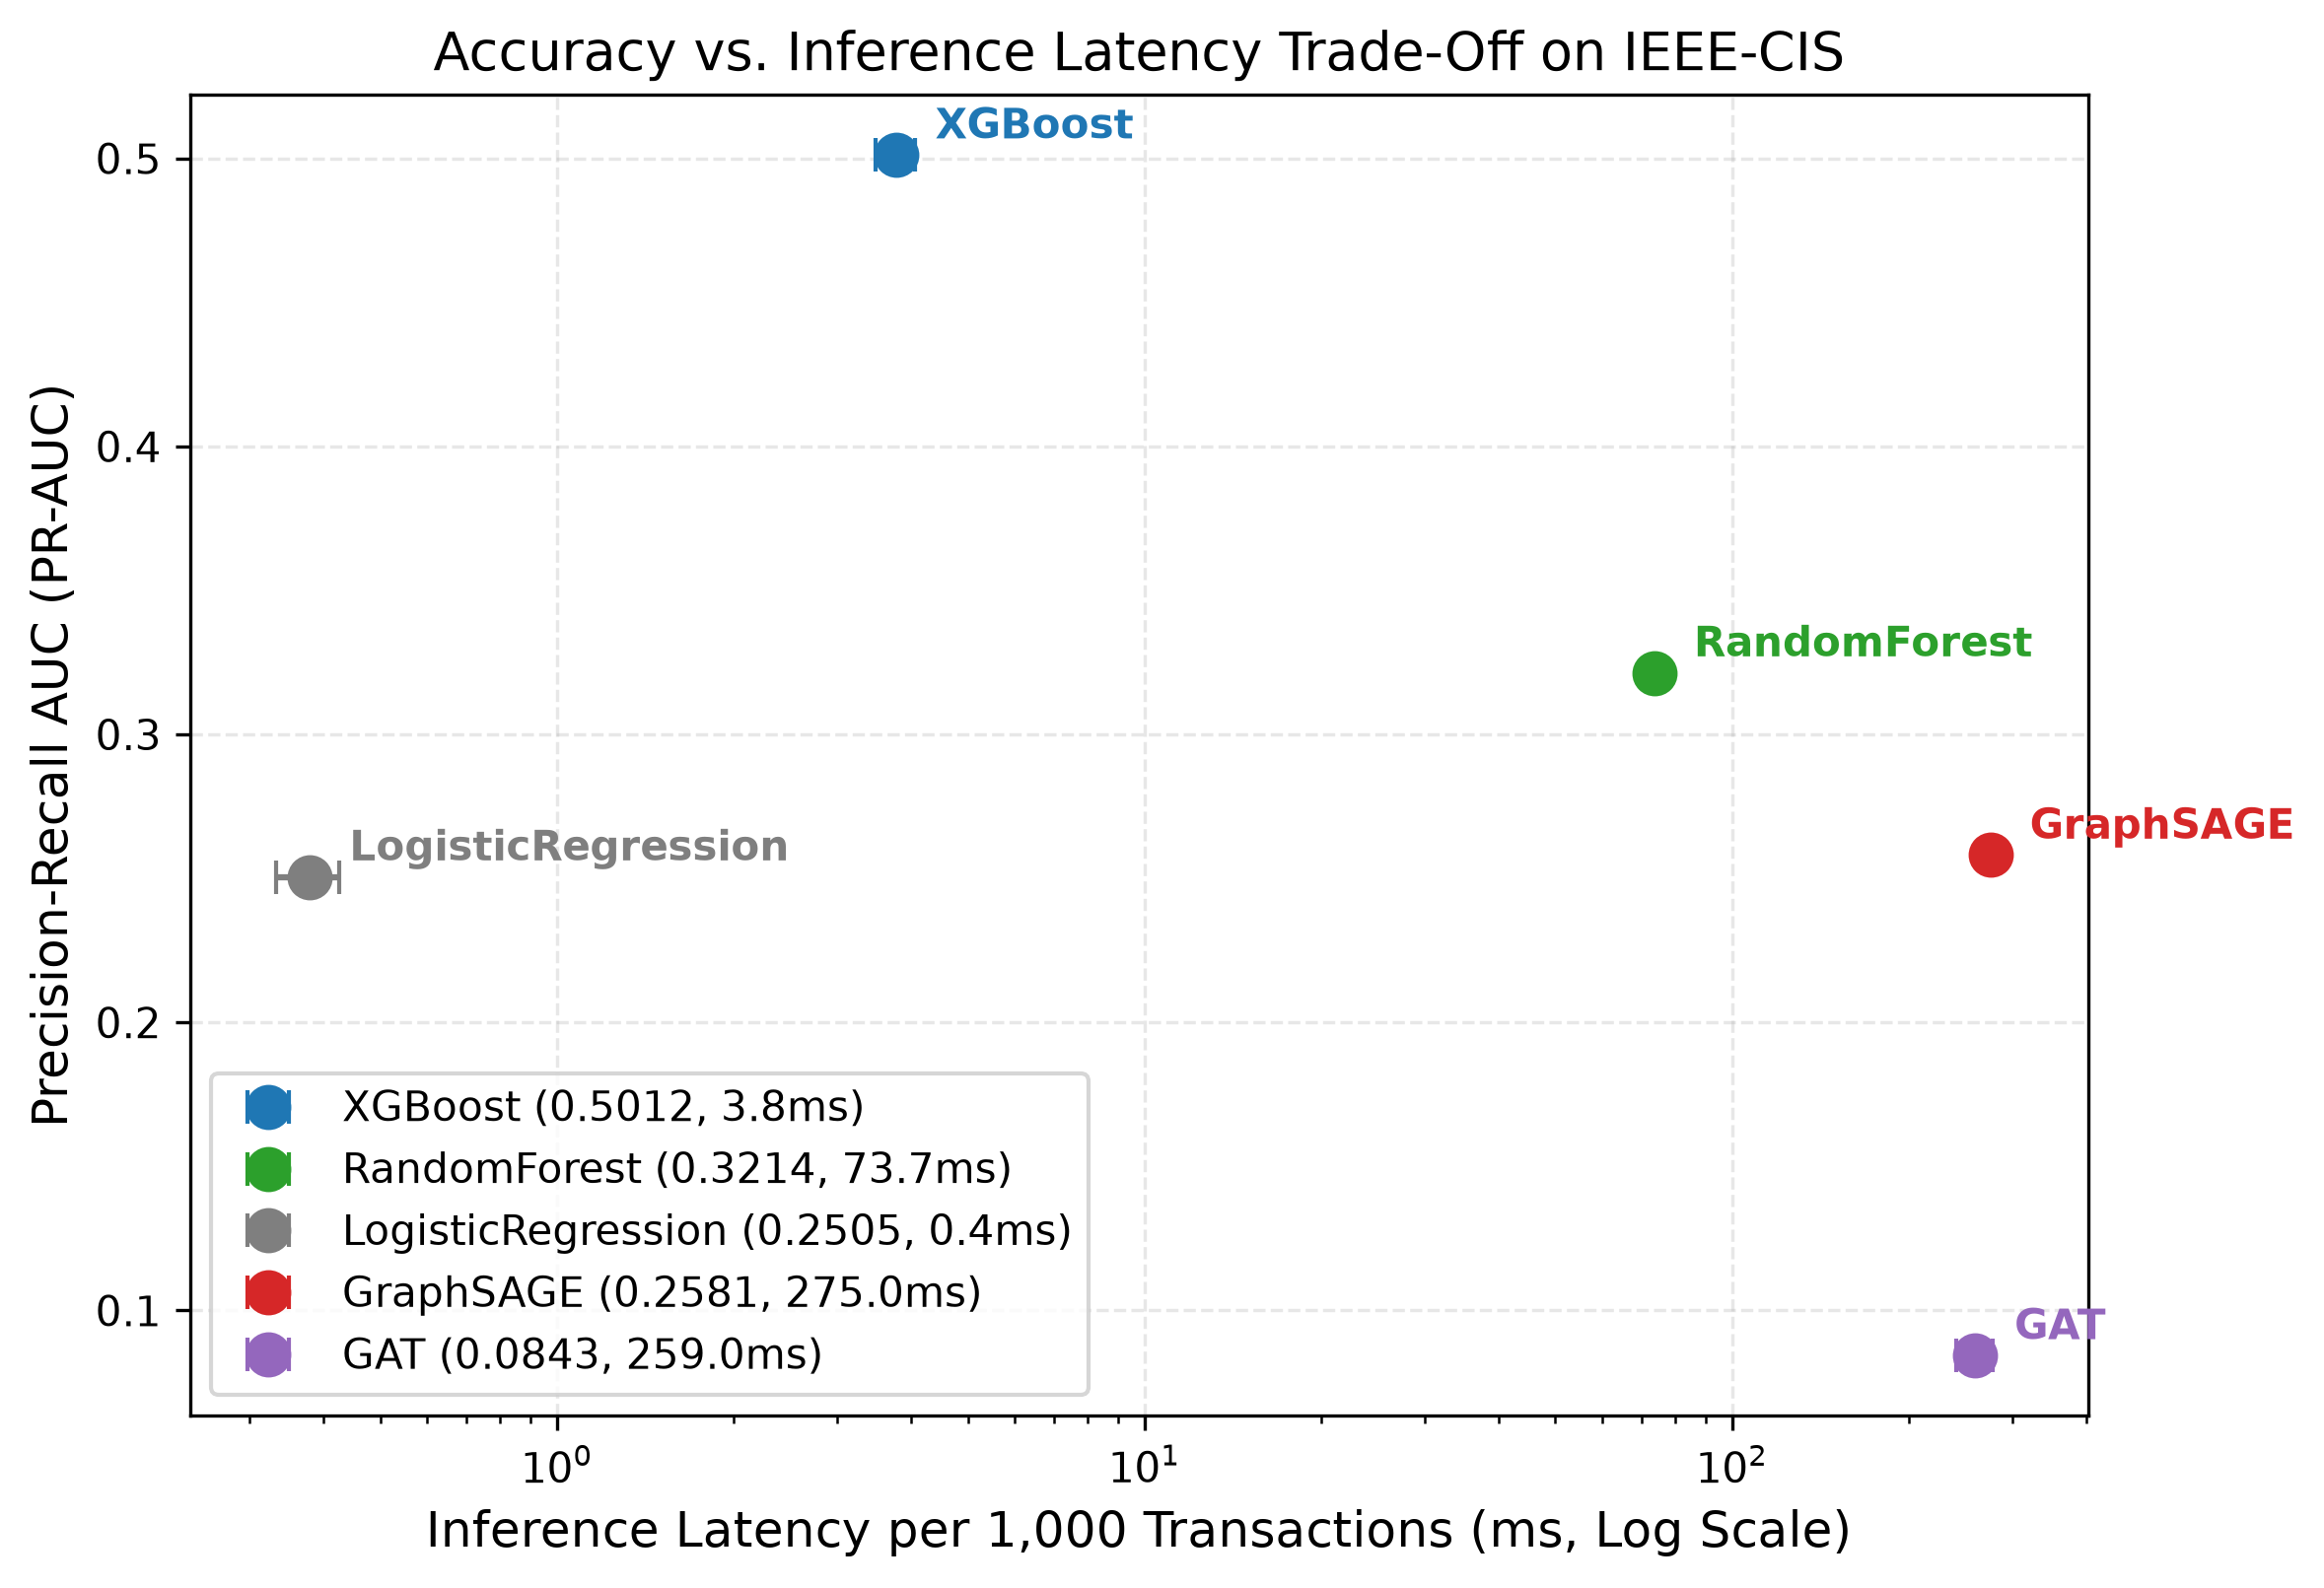 Accuracy vs. Inference Latency Trade-Off on IEEE-CIS
XGBoost
0.5
0.4
RandomForest
0.3
GraphSAGE
LogisticRegression
0.2
0.1
GAT
Precision-Recall AUC (PR-AUC)
XGBoost (0.5012, 3.8ms)
RandomForest (0.3214, 73.7ms)
LogisticRegression (0.2505, 0.4ms)
GraphSAGE (0.2581, 275.0ms)
GAT (0.0843, 259.0ms)
10⁰ 10¹ 10²
Inference Latency per 1,000 Transactions (ms, Log Scale)